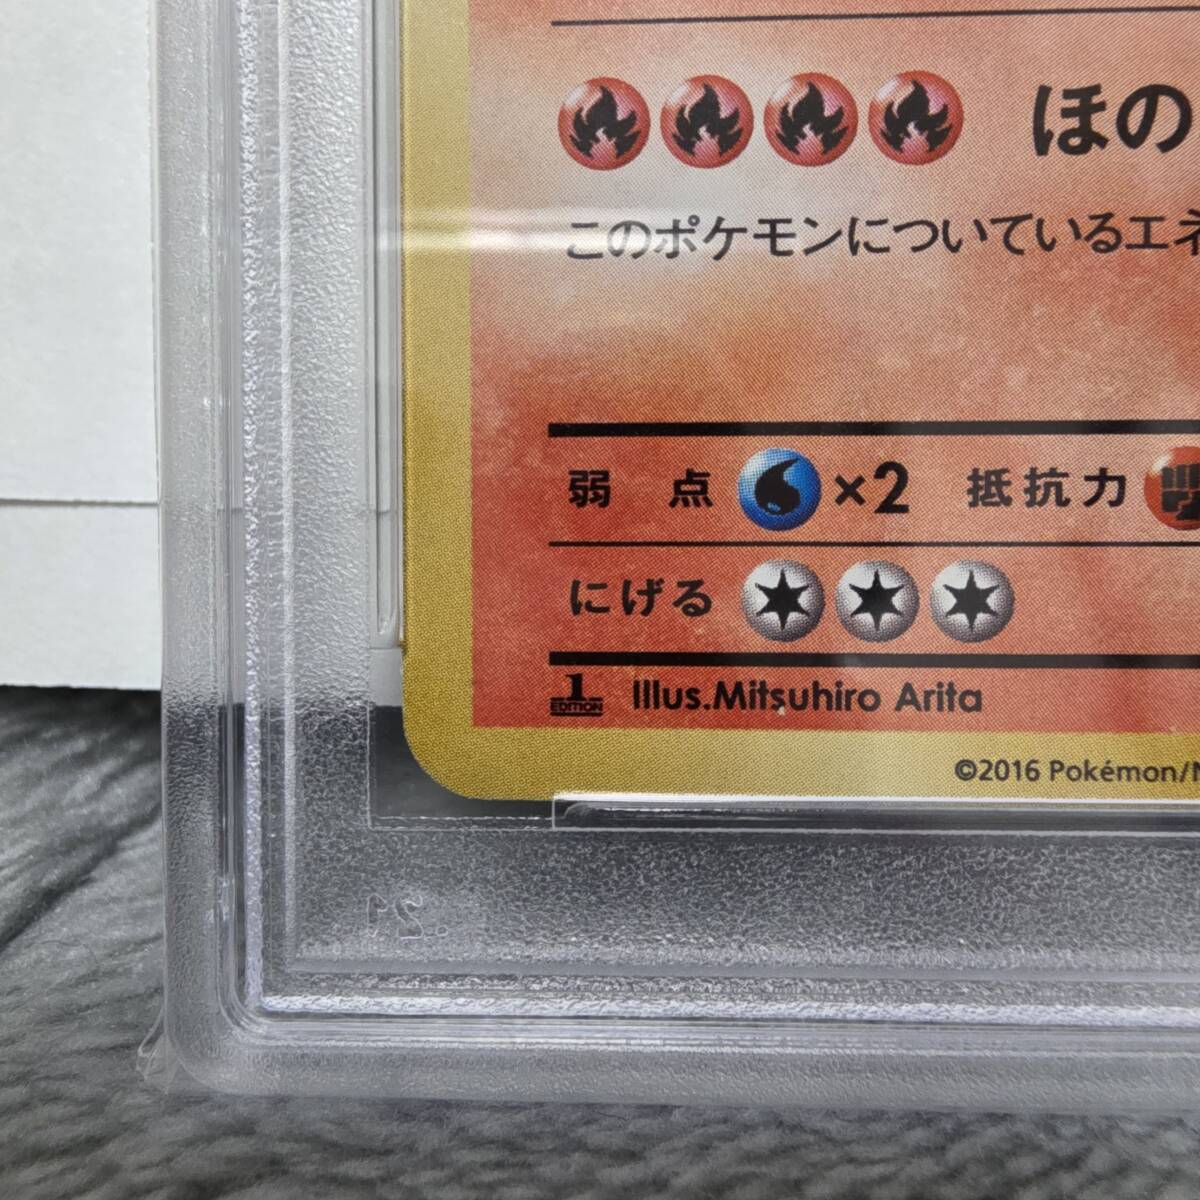 ほの
このポケモンについているエネ
弱 点 ×2 抵抗力
にげる
1 EDITION Illus.Mitsuhiro Arita
©2016 Pokémon/N